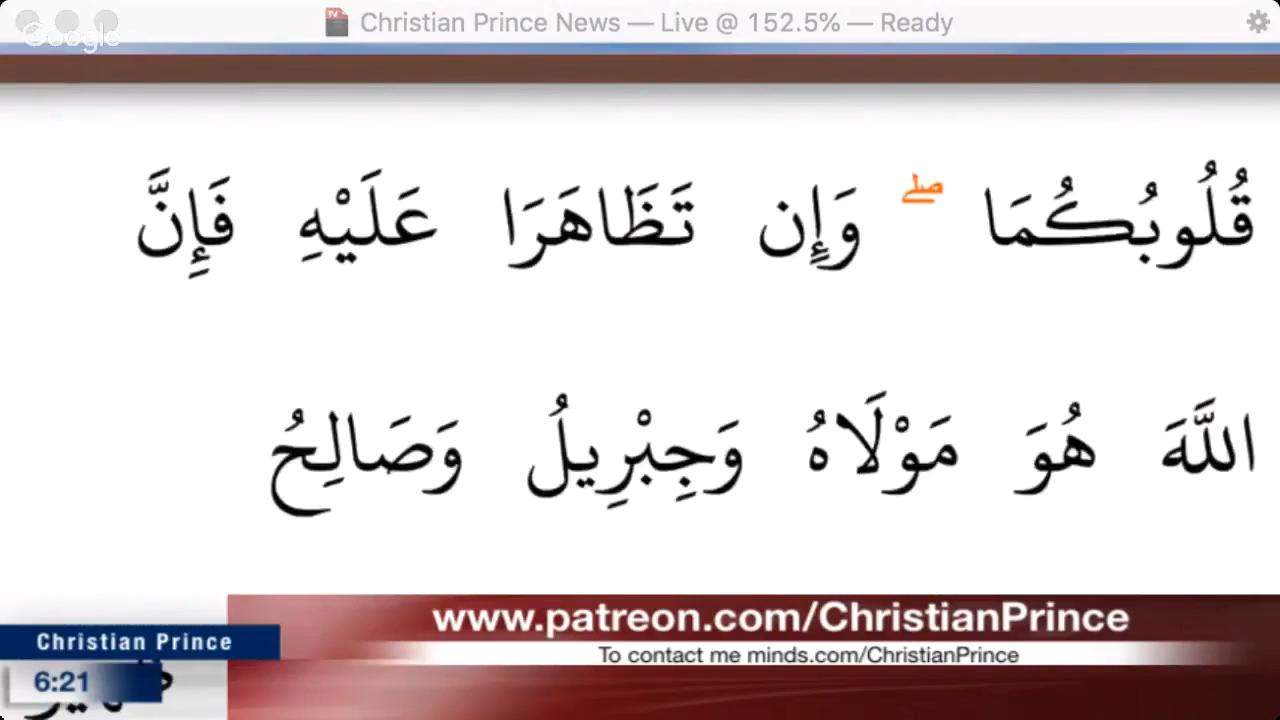 Christian Prince News — Live @ 152.5% — Ready
Google
قُلُوبُكُمَا ۖ وَإِن تَظَاهَرَا عَلَيْهِ فَإِنَّ
اللَّهَ هُوَ مَوْلَاهُ وَجِبْرِيلُ وَصَالِحُ
www.patreon.com/ChristianPrince
To contact me minds.com/ChristianPrince
Christian Prince
6:21